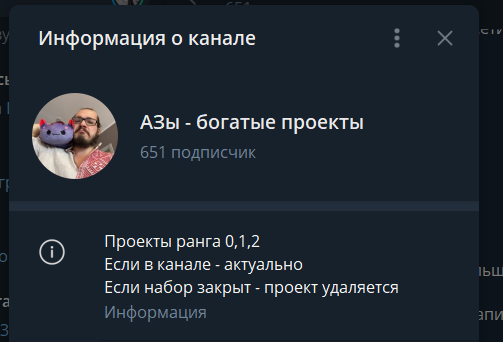 651
Информация о канале
АЗы - богатые проекты
651 подписчик
Проекты ранга 0,1,2
Если в канале - актуально
Если набор закрыт - проект удаляется
Информация